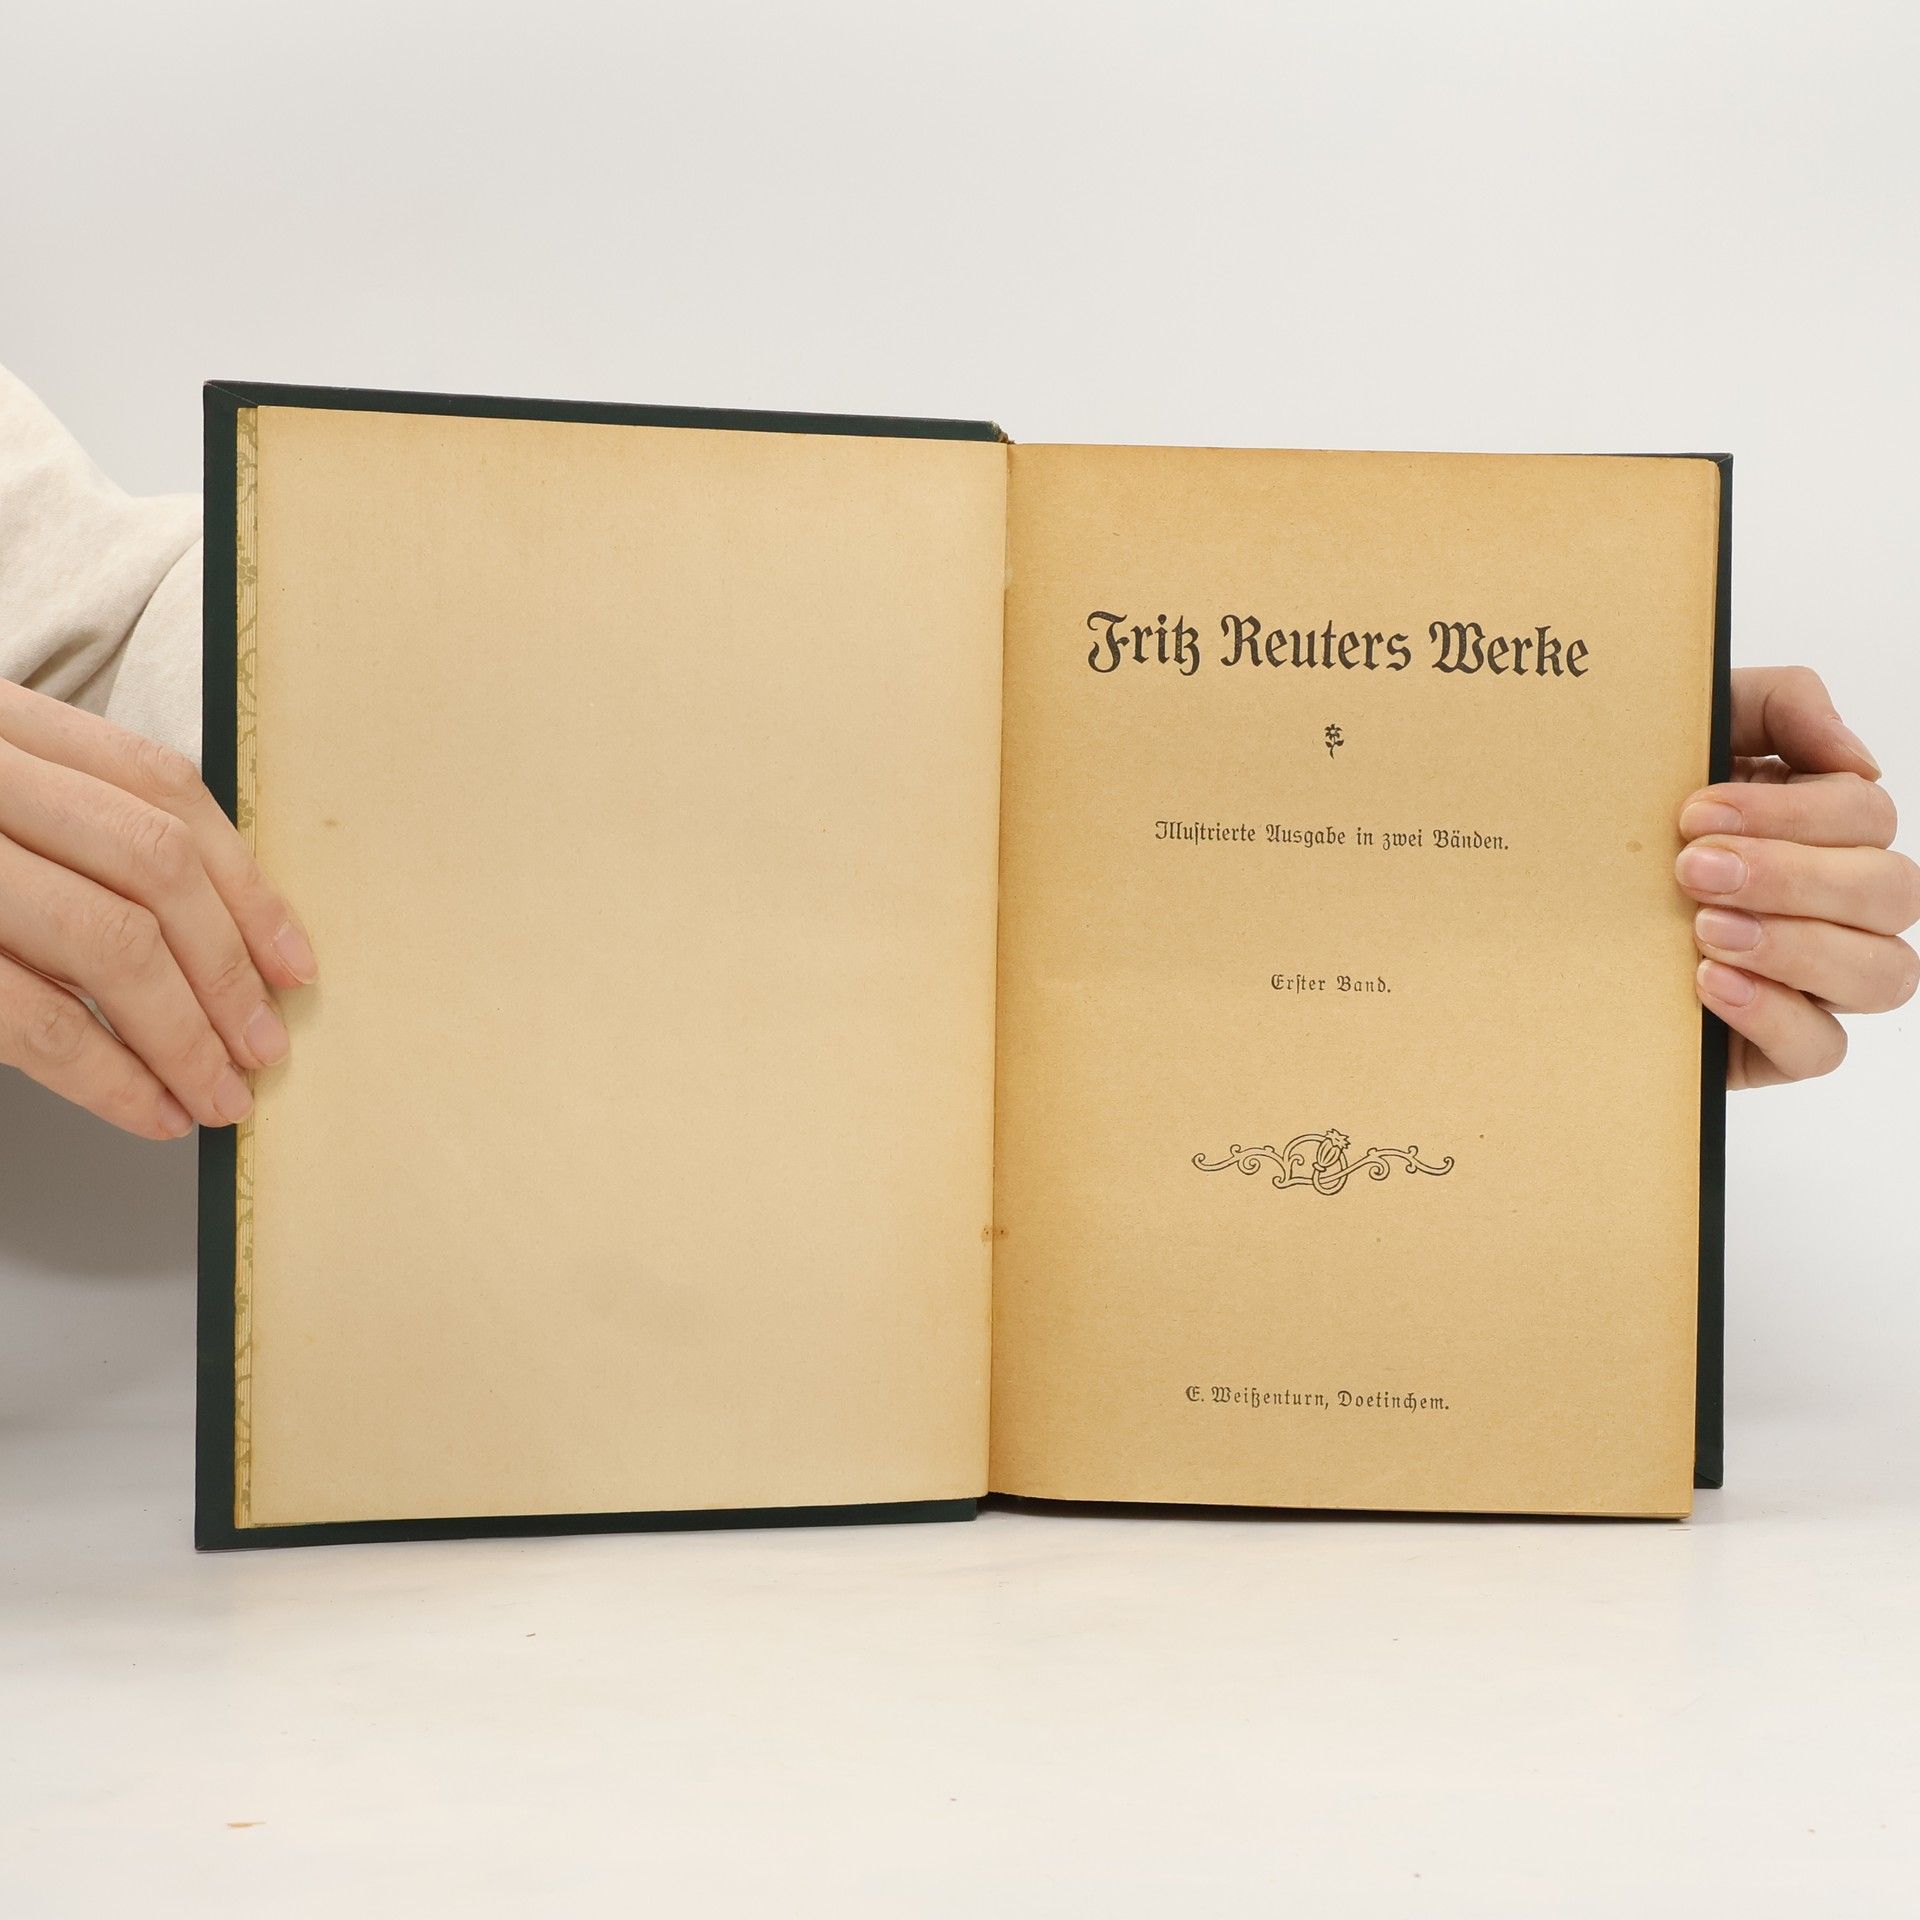 Fritz Reuters Werke
Illuſtrierte Ausgabe in zwei Bänden.
Erſter Band.
E. Weißenturn, Doetinchem.